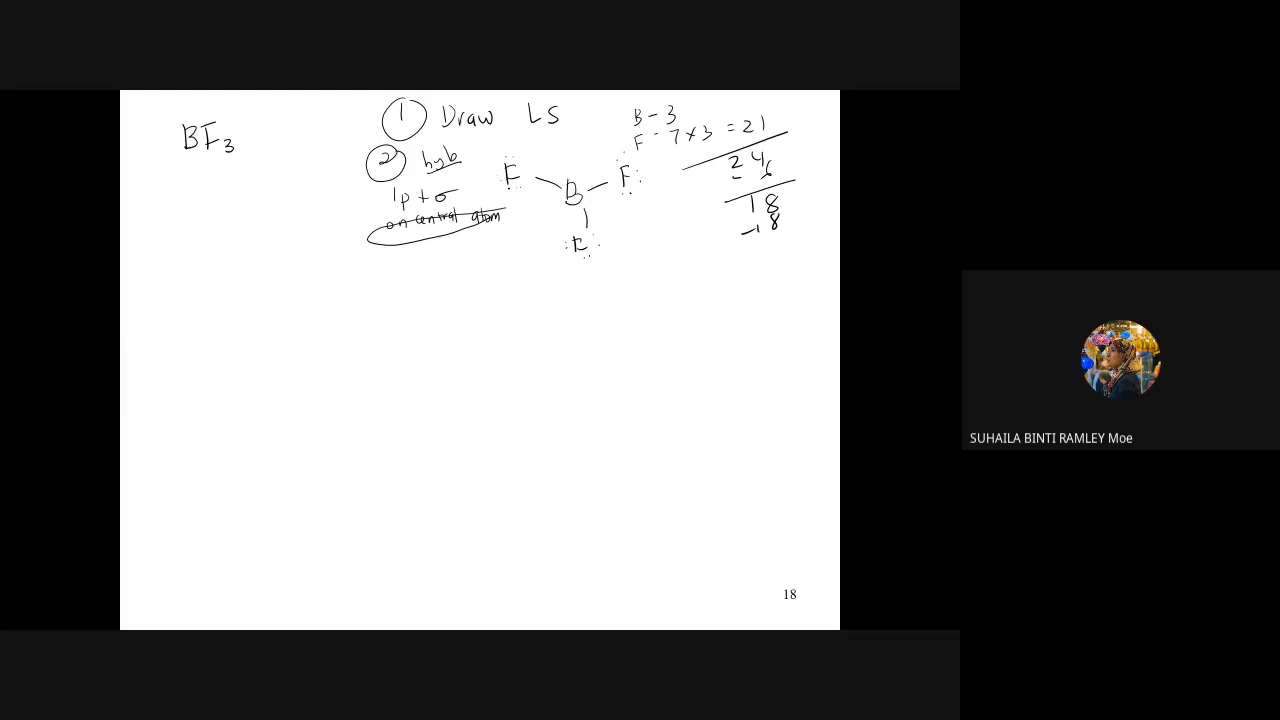 BF3
1 Draw LS
2 hyb
lp + σ
on central atom
F B F
F
B - 3
F - 7 x 3 = 21
24
- 6
18
- 18
18
SUHAILA BINTI RAMLEY Moe